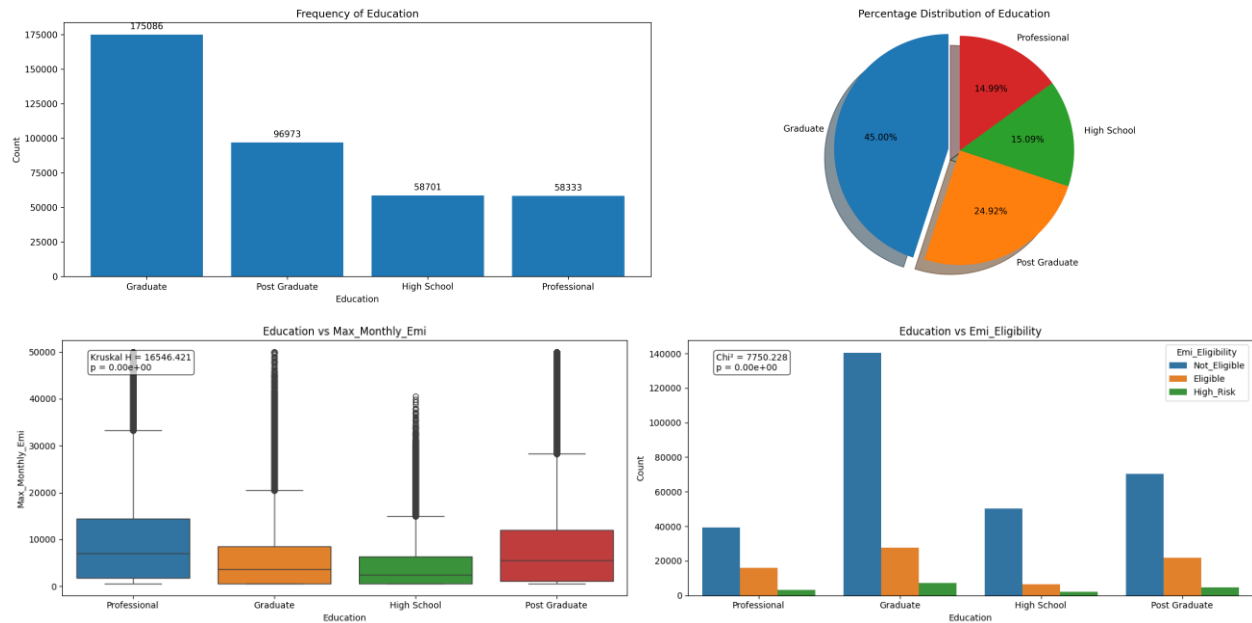 Frequency of Education
175086
96973
58701
58333
175000
150000
125000
100000
75000
50000
25000
0
Count
Graduate
Post Graduate
High School
Professional
Education
Percentage Distribution of Education
Professional
14.99%
High School
15.09%
Graduate
45.00%
24.92%
Post Graduate
Education vs Max_Monthly_Emi
Kruskal H = 16546.421
p = 0.00e+00
50000
40000
30000
20000
10000
0
Max_Monthly_Emi
Professional
Graduate
High School
Post Graduate
Education
Education vs Emi_Eligibility
Chi² = 7750.228
p = 0.00e+00
Emi_Eligibility
Not_Eligible
Eligible
High_Risk
140000
120000
100000
80000
60000
40000
20000
0
Count
Professional
Graduate
High School
Post Graduate
Education